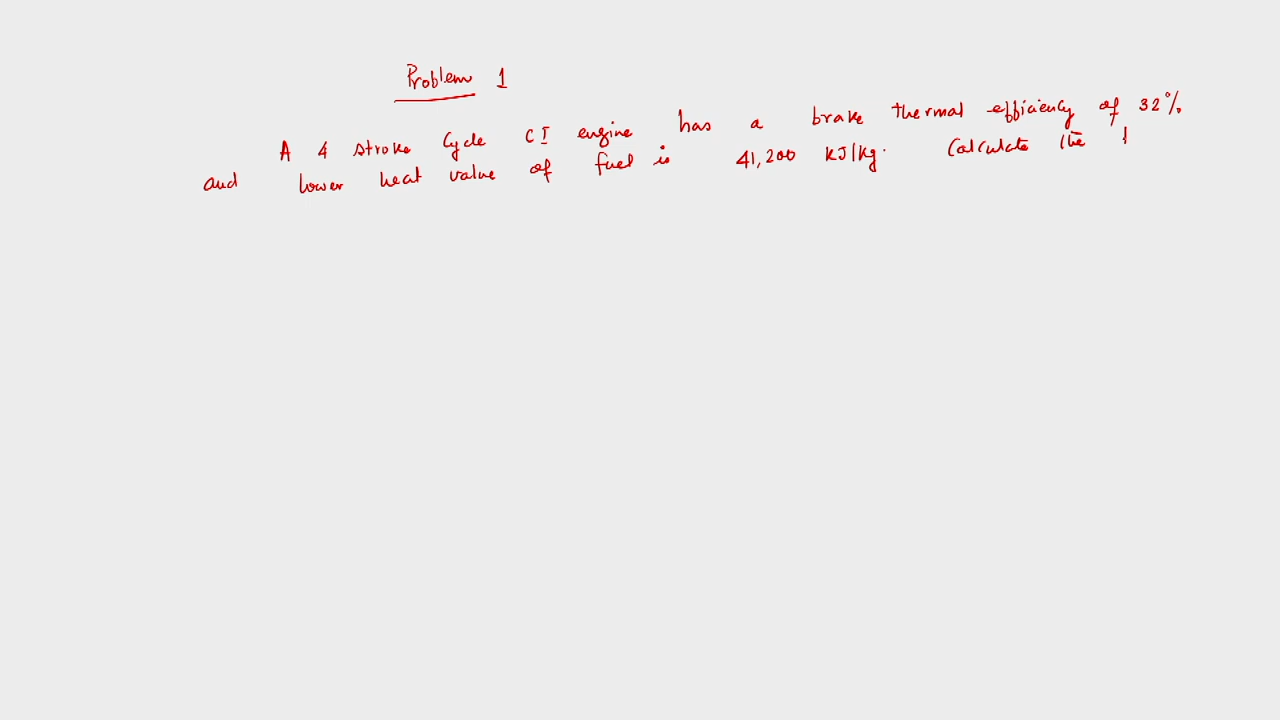 Problem 1
A 4 stroke Cycle CI engine has a brake thermal efficiency of 32%
and lower heat value of fuel is 41,200 KJ/kg. Calculate the